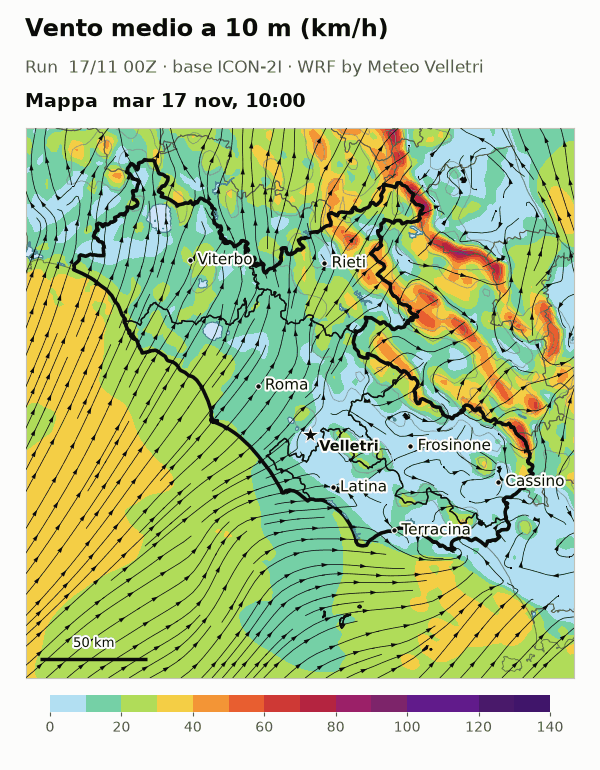 Vento medio a 10 m (km/h)
Run 17/11 00Z · base ICON-2I · WRF by Meteo Velletri
Mappa mar 17 nov, 10:00
Viterbo
Rieti
Roma
Velletri
Frosinone
Cassino
Latina
Terracina
50 km
0 20 40 60 80 100 120 140